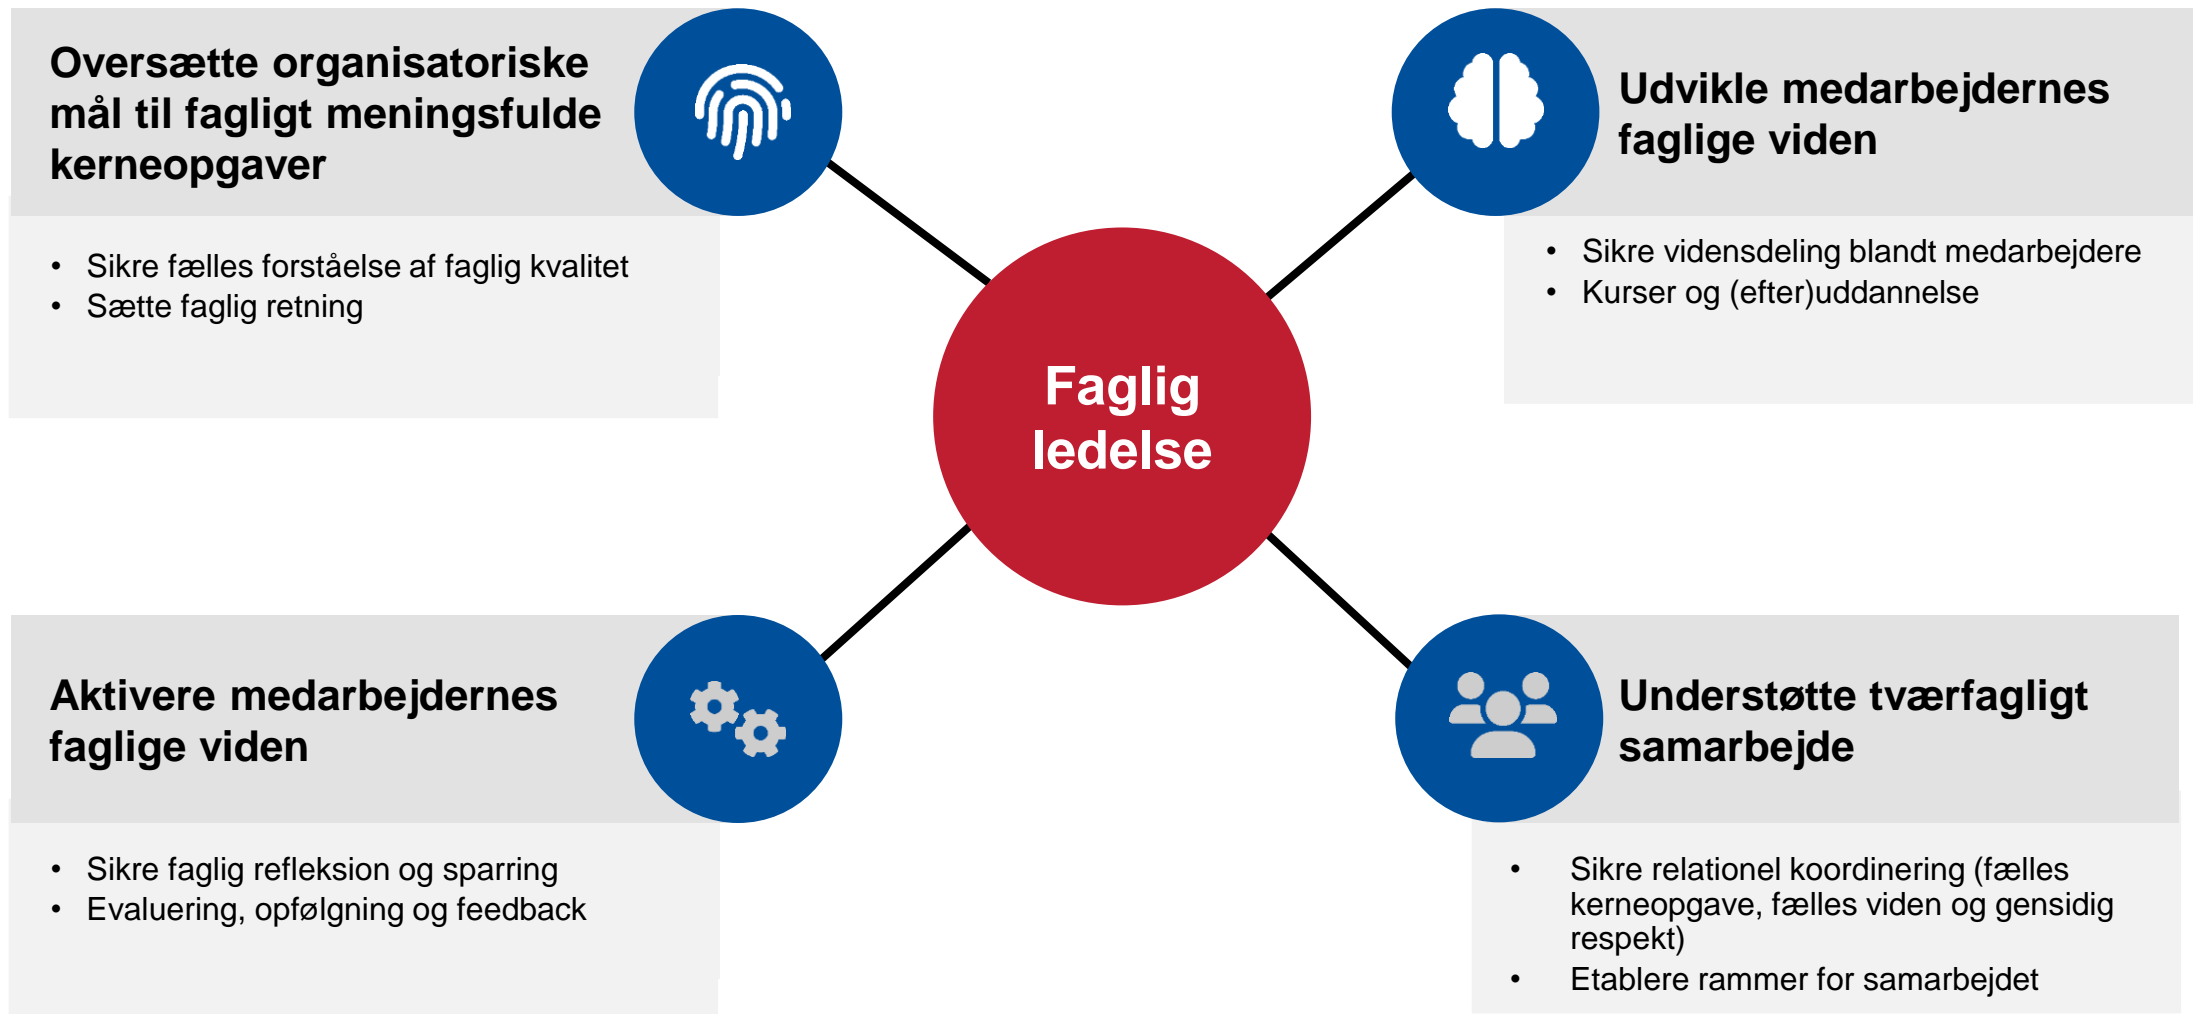 Oversætte organisatoriske
mål til fagligt meningsfulde
kerneopgaver
• Sikre fælles forståelse af faglig kvalitet
• Sætte faglig retning
Udvikle medarbejdernes
faglige viden
• Sikre vidensdeling blandt medarbejdere
• Kurser og (efter)uddannelse
Faglig
ledelse
Aktivere medarbejdernes
faglige viden
• Sikre faglig refleksion og sparring
• Evaluering, opfølgning og feedback
Understøtte tværfagligt
samarbejde
• Sikre relationel koordinering (fælles
kerneopgave, fælles viden og gensidig
respekt)
• Etablere rammer for samarbejdet